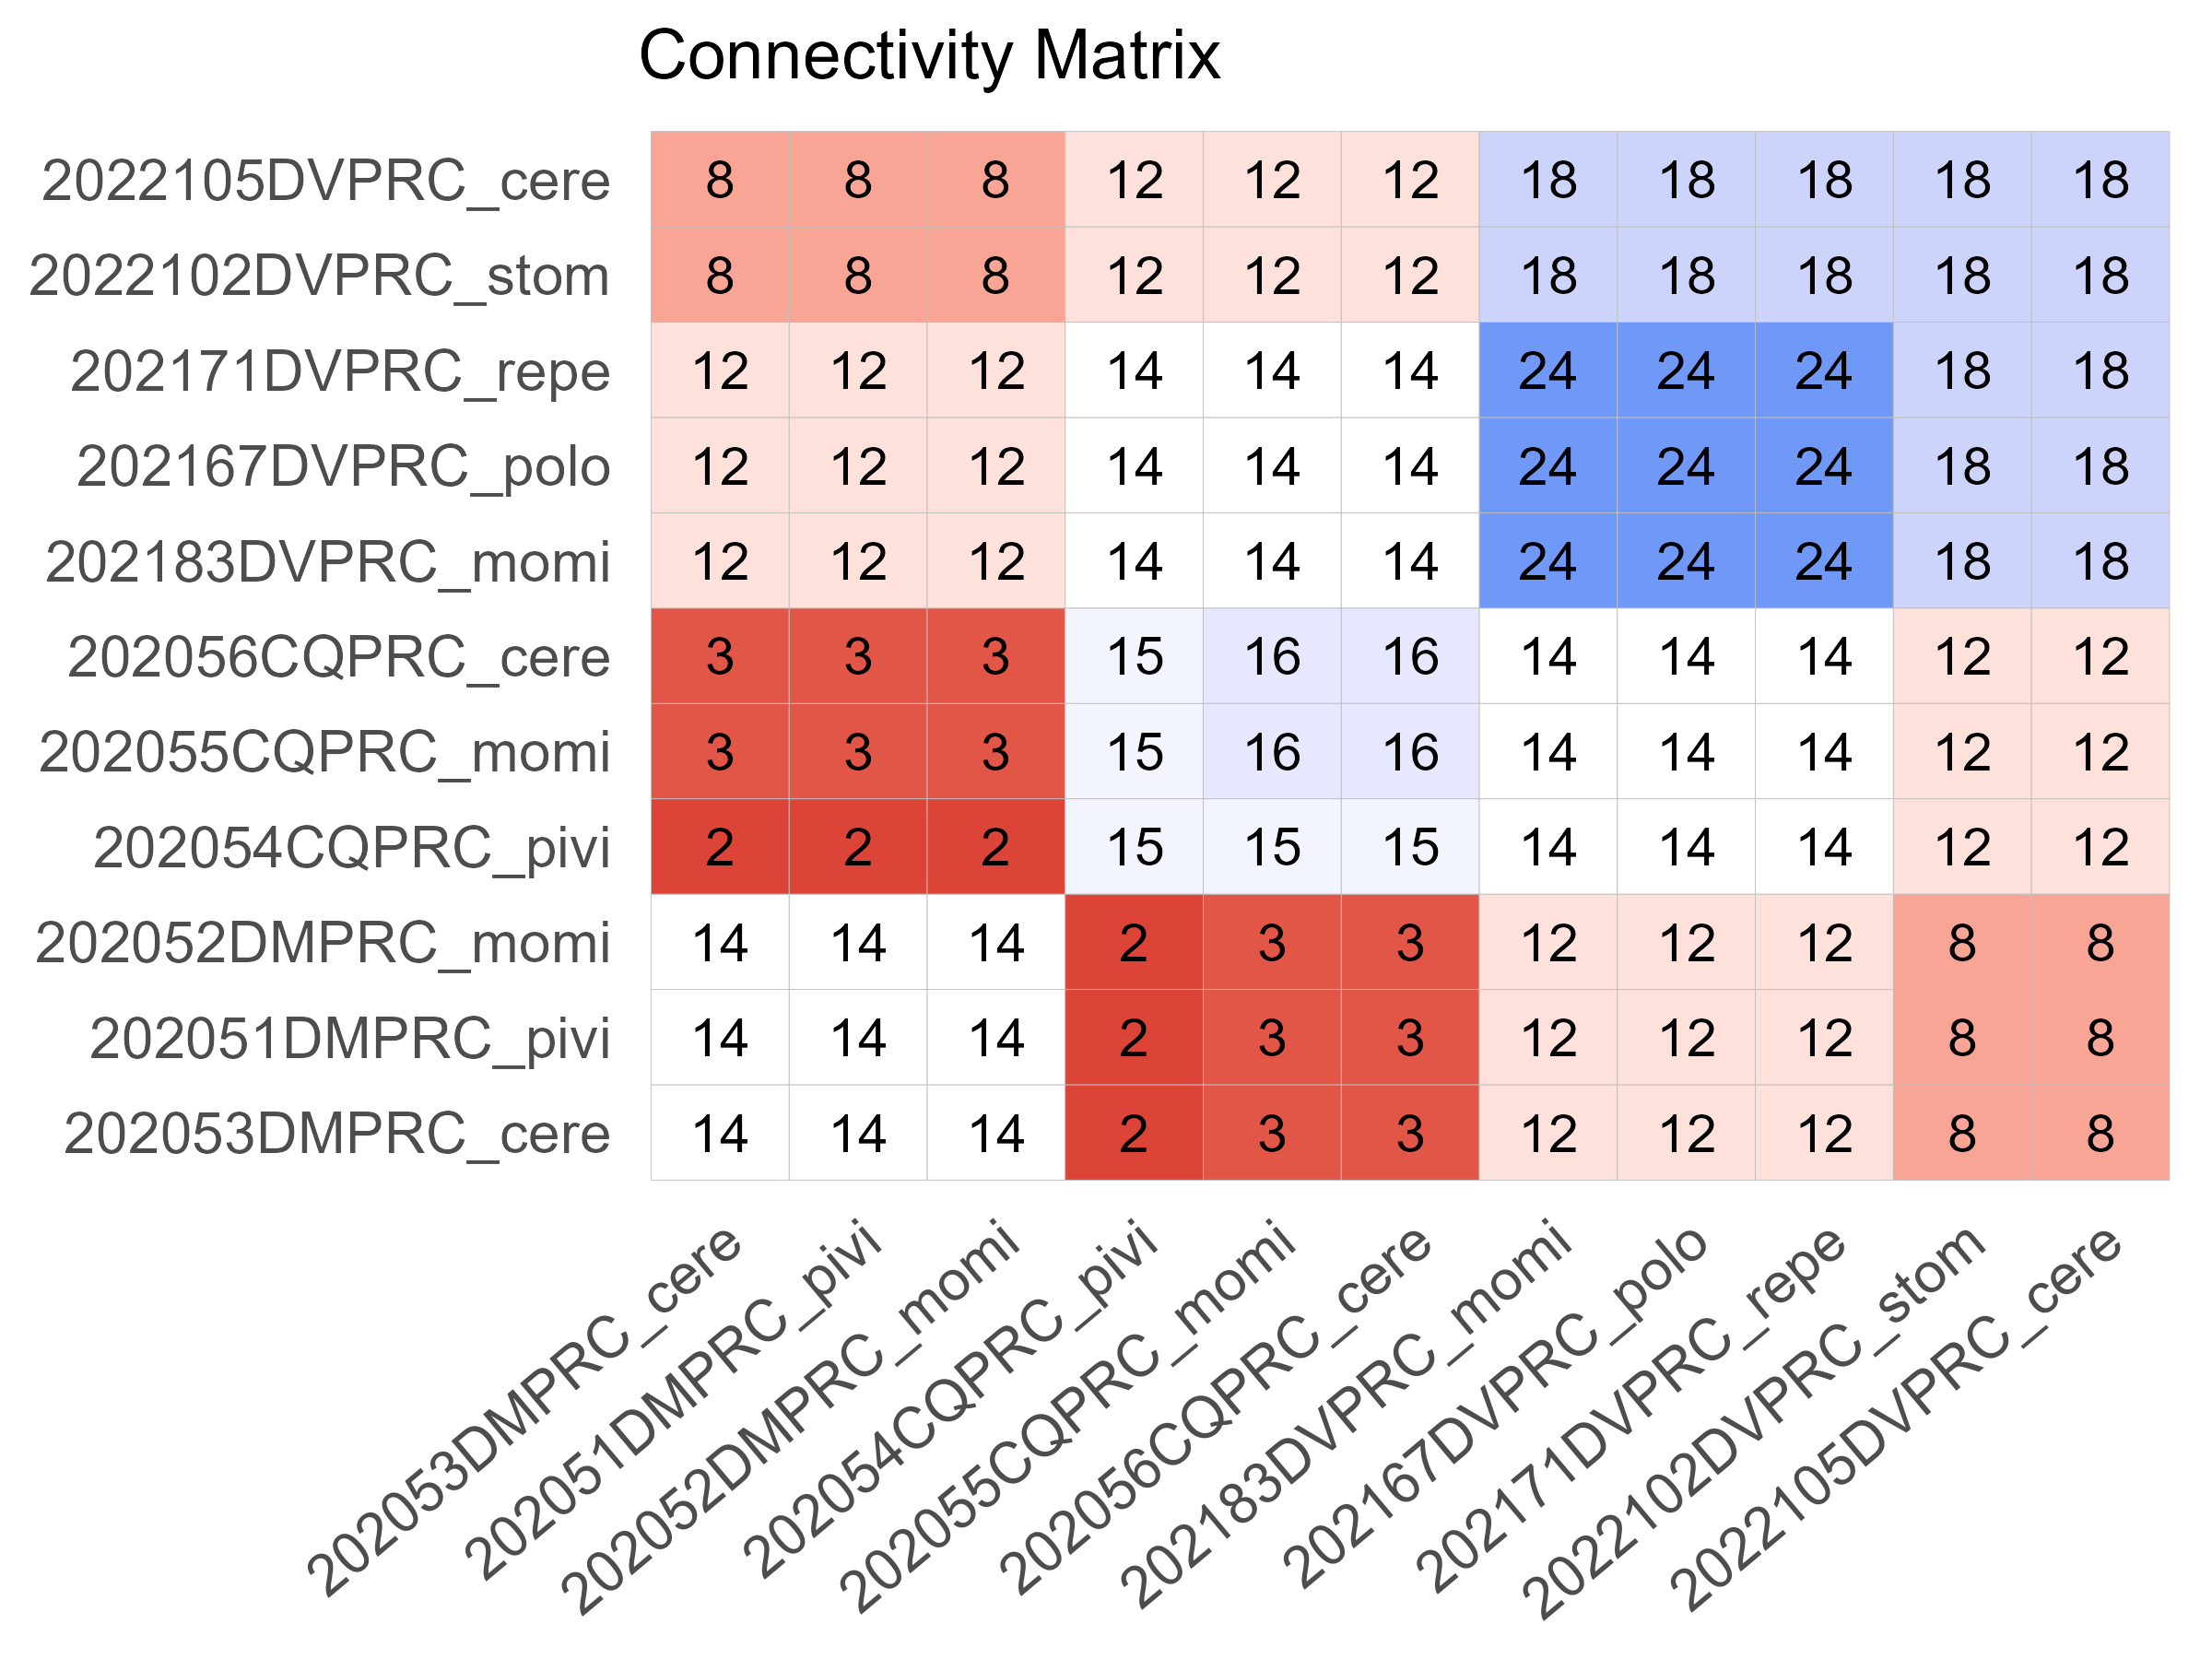 Connectivity Matrix
2022105DVPRC_cere 8 8 8 12 12 12 18 18 18 18 18
2022102DVPRC_stom 8 8 8 12 12 12 18 18 18 18 18
202171DVPRC_repe 12 12 12 14 14 14 24 24 24 18 18
202167DVPRC_polo 12 12 12 14 14 14 24 24 24 18 18
202183DVPRC_momi 12 12 12 14 14 14 24 24 24 18 18
202056CQPRC_cere 3 3 3 15 16 16 14 14 14 12 12
202055CQPRC_momi 3 3 3 15 16 16 14 14 14 12 12
202054CQPRC_pivi 2 2 2 15 15 15 14 14 14 12 12
202052DMPRC_momi 14 14 14 2 3 3 12 12 12 8 8
202051DMPRC_pivi 14 14 14 2 3 3 12 12 12 8 8
202053DMPRC_cere 14 14 14 2 3 3 12 12 12 8 8
202053DMPRC_cere
202051DMPRC_pivi
202052DMPRC_momi
202054CQPRC_pivi
202055CQPRC_momi
202056CQPRC_cere
202183DVPRC_momi
202167DVPRC_polo
202171DVPRC_repe
2022102DVPRC_stom
2022105DVPRC_cere